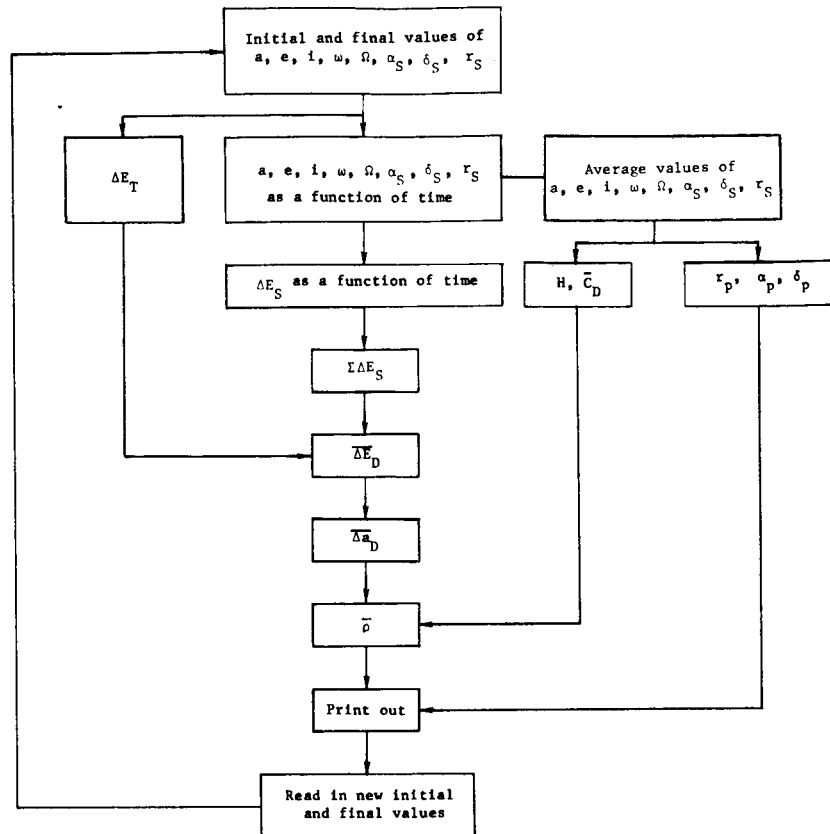 Initial and final values of
a, e, i, ω, Ω, α_S, δ_S, r_S
ΔE_T
a, e, i, ω, Ω, α_S, δ_S, r_S
as a function of time
Average values of
a, e, i, ω, Ω, α_S, δ_S, r_S
ΔE_S as a function of time
H, C̄_D
r_p, α_p, δ_p
ΣΔE_S
\overline{ΔE}_D
\overline{Δa}_D
ρ̄
Print out
Read in new initial
and final values